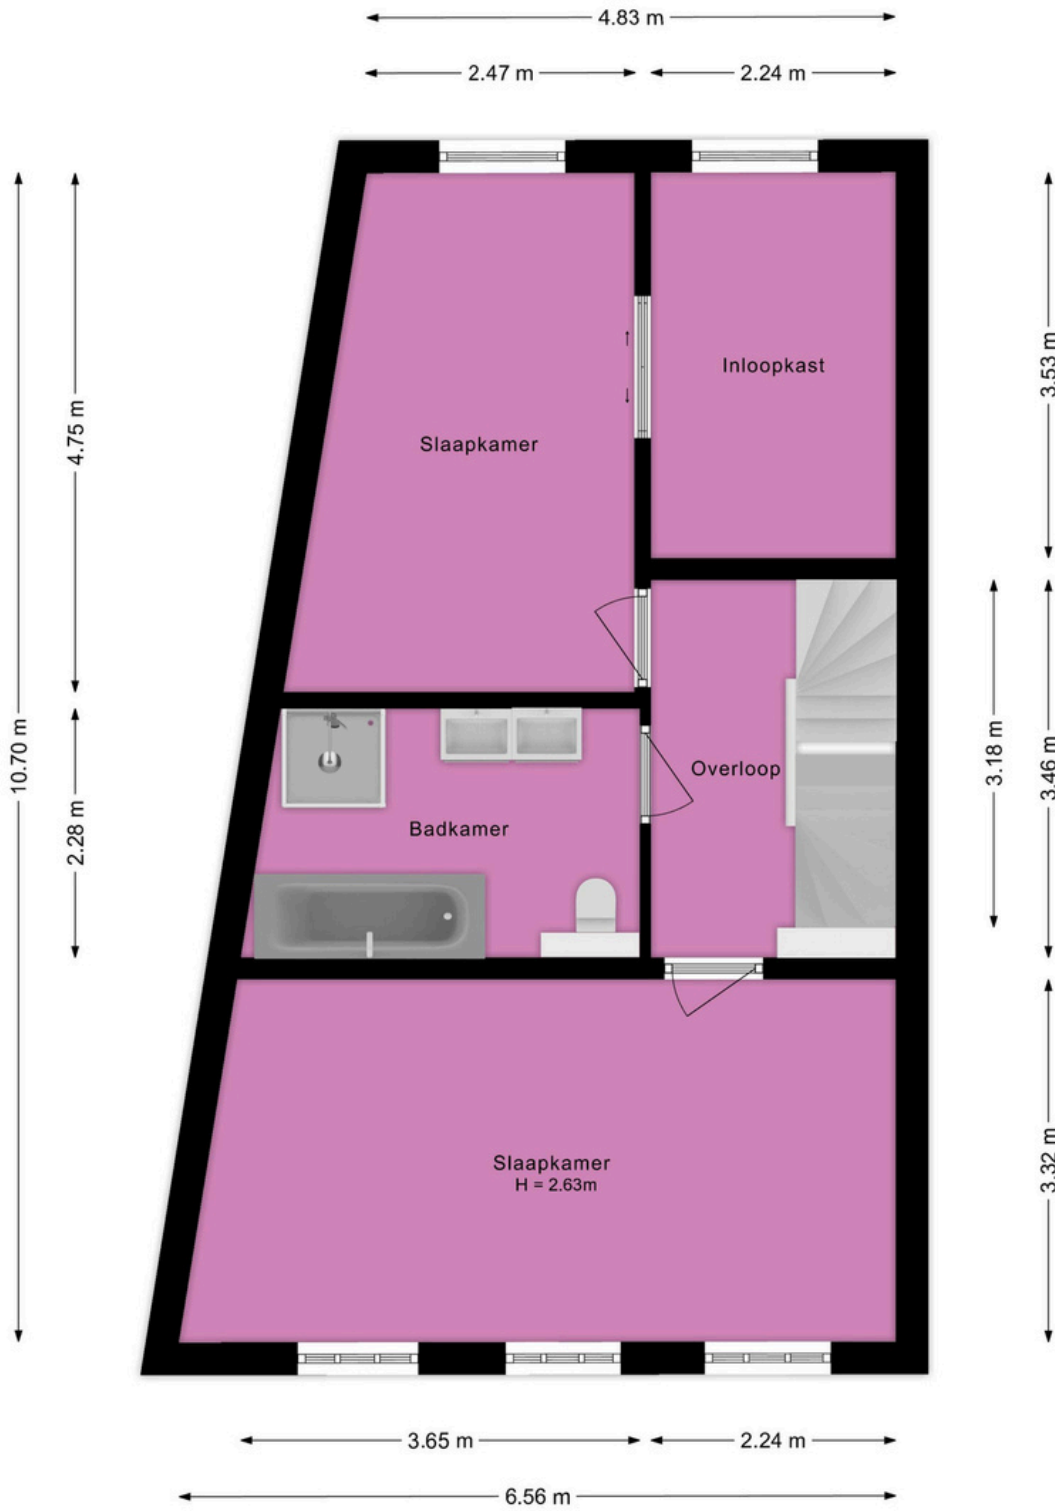 4.83 m
2.47 m
2.24 m
10.70 m
4.75 m
2.28 m
3.53 m
3.46 m
3.18 m
3.32 m
Inloopkast
Slaapkamer
Overloop
Badkamer
Slaapkamer
H = 2.63m
3.65 m
2.24 m
6.56 m